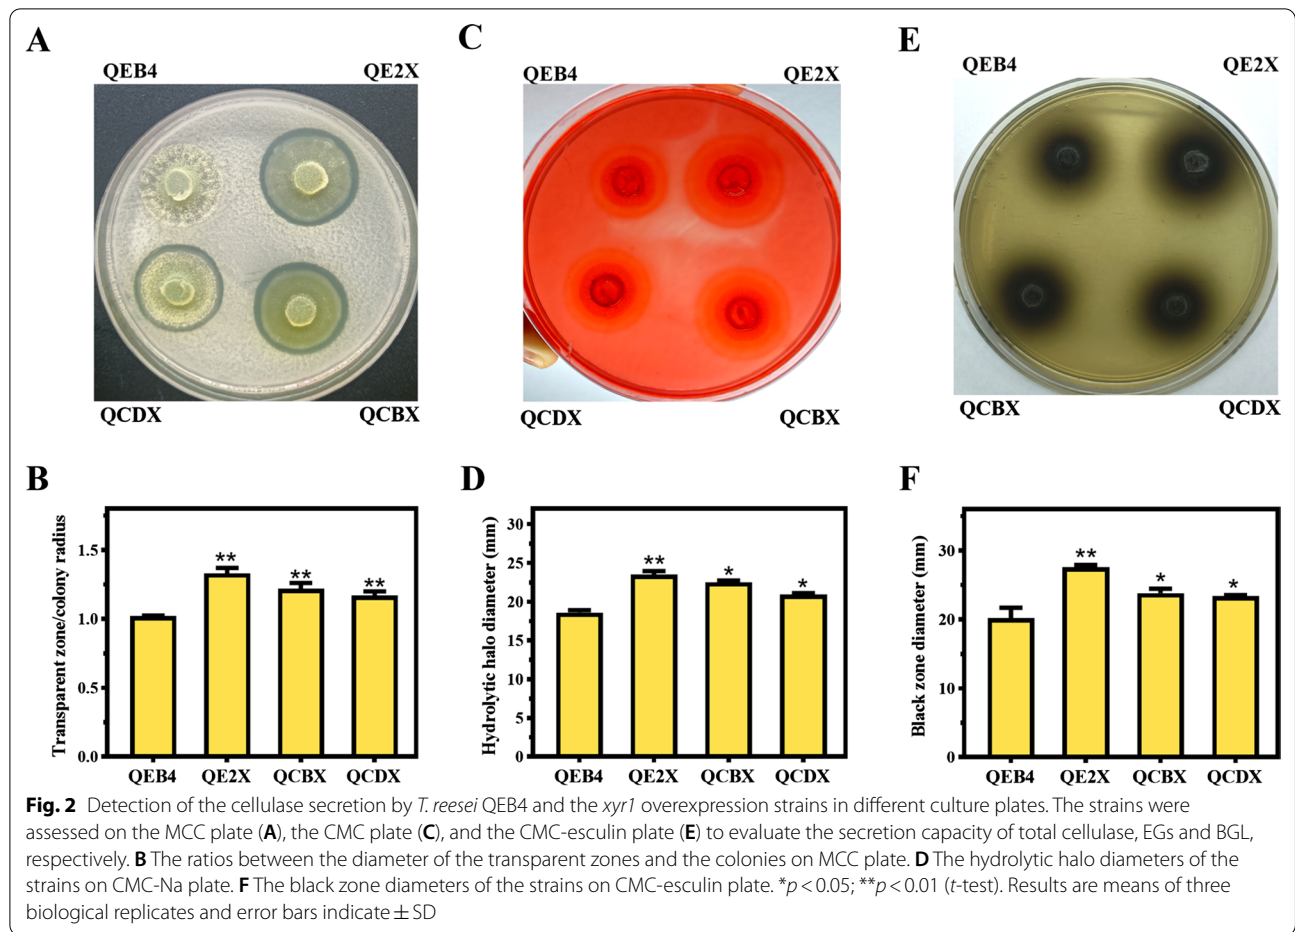 A
QEB4
QE2X
QCDX
QCBX
C
QEB4
QE2X
QCDX
QCBX
E
QEB4
QE2X
QCBX
QCDX
B
Transparent zone/colony radius
1.5
1.0
0.5
0.0
**
**
**
QEB4 QE2X QCBX QCDX
D
Hydrolytic halo diameter (mm)
30
25
20
15
10
5
0
**
*
*
QEB4 QE2X QCBX QCDX
F
Black zone diameter (mm)
30
20
10
0
**
*
*
QEB4 QE2X QCBX QCDX
Fig. 2 Detection of the cellulase secretion by T. reesei QEB4 and the xyr1 overexpression strains in different culture plates. The strains were
assessed on the MCC plate (A), the CMC plate (C), and the CMC-esculin plate (E) to evaluate the secretion capacity of total cellulase, EGs and BGL,
respectively. B The ratios between the diameter of the transparent zones and the colonies on MCC plate. D The hydrolytic halo diameters of the
strains on CMC-Na plate. F The black zone diameters of the strains on CMC-esculin plate. *p < 0.05; **p < 0.01 (t-test). Results are means of three
biological replicates and error bars indicate ± SD